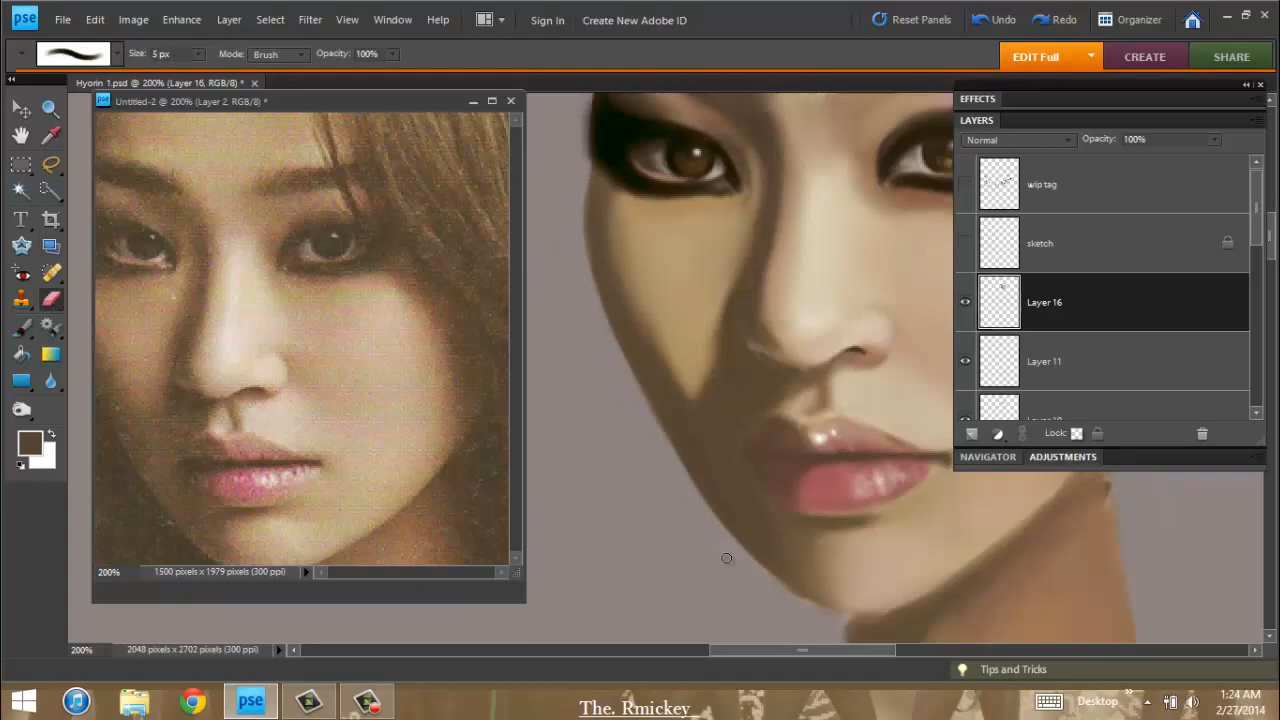 pse File Edit Image Enhance Layer Select Filter View Window Help Sign In Create New Adobe ID Reset Panels Undo Redo Organizer
Size: 5 px Mode: Brush Opacity: 100% EDIT Full CREATE SHARE
Hyorin 1.psd @ 200% (Layer 16, RGB/8) *
pse Untitled-2 @ 200% (Layer 2, RGB/8) *
EFFECTS
LAYERS
Normal Opacity: 100%
wip tag
sketch
Layer 16
Layer 11
Lock:
NAVIGATOR ADJUSTMENTS
200% 1500 pixels x 1979 pixels (300 ppi)
200% 2048 pixels x 2702 pixels (300 ppi)
Tips and Tricks
pse The. Rmickey Desktop 1:24 AM
2/27/2014